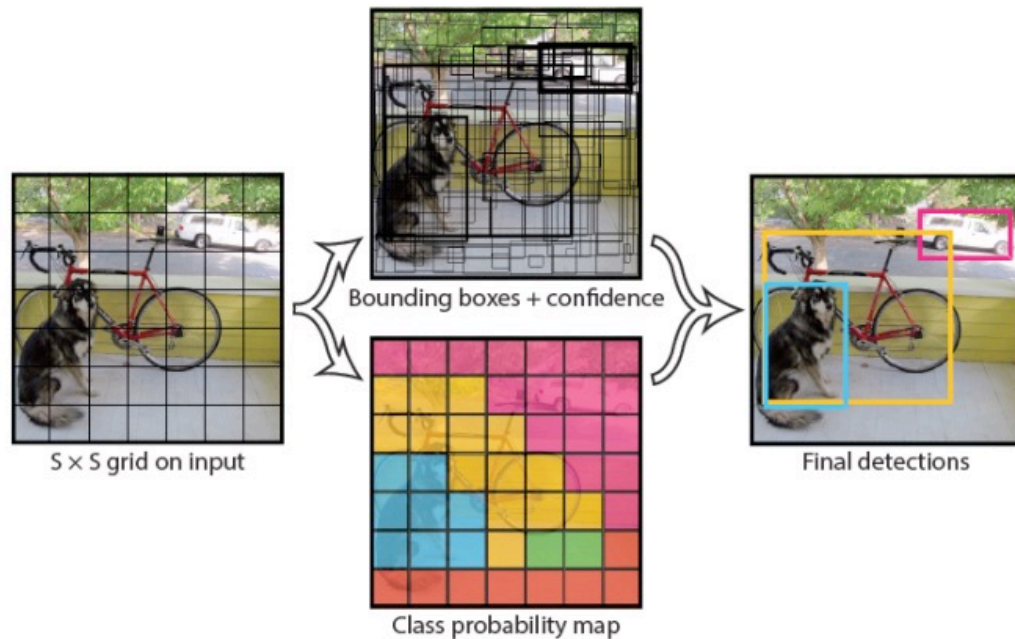 Bounding boxes + confidence
S × S grid on input
Final detections
Class probability map